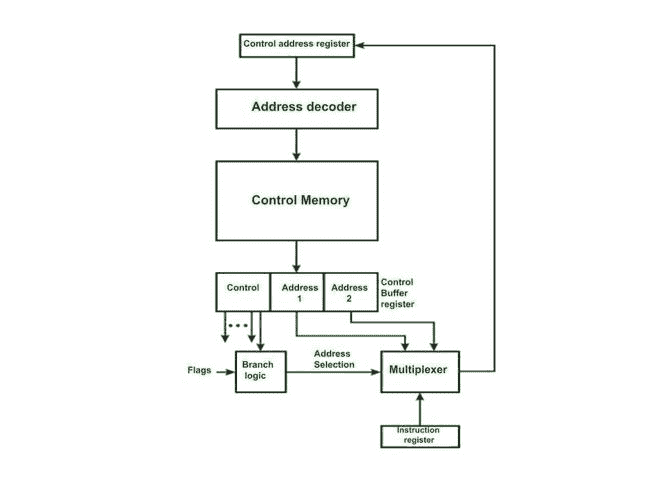 Control address register
Address decoder
Control Memory
Control
Address
1
Address
2
Control
Buffer
register
Flags
Branch
logic
Address
Selection
Multiplexer
Instruction
register